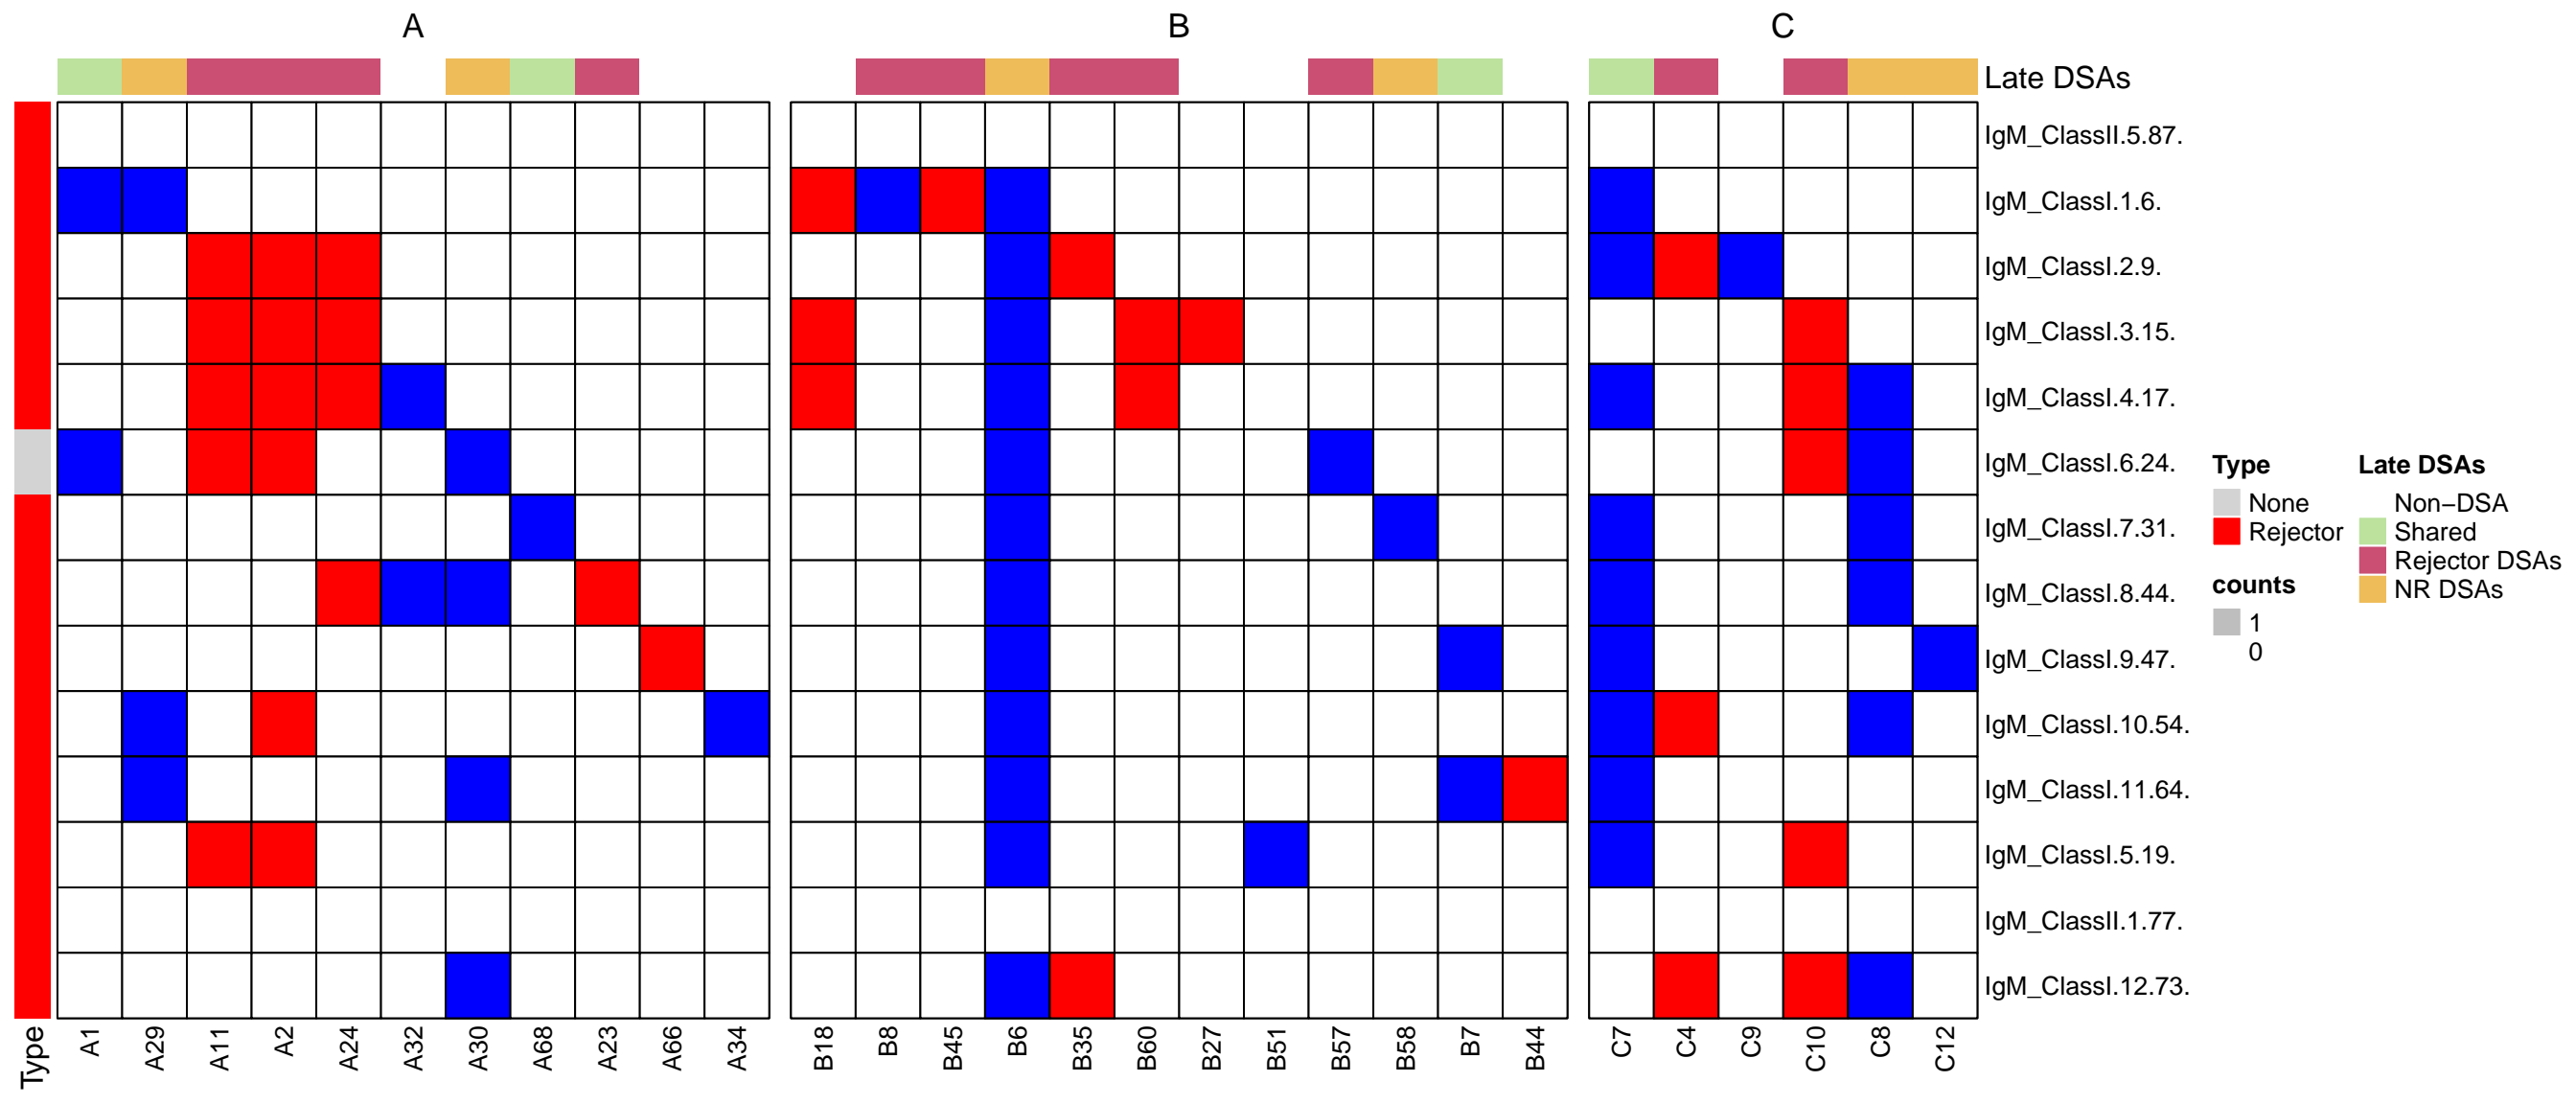 A B C
Late DSAs
IgM_ClassII.5.87.
IgM_ClassI.1.6.
IgM_ClassI.2.9.
IgM_ClassI.3.15.
IgM_ClassI.4.17.
IgM_ClassI.6.24.
IgM_ClassI.7.31.
IgM_ClassI.8.44.
IgM_ClassI.9.47.
IgM_ClassI.10.54.
IgM_ClassI.11.64.
IgM_ClassI.5.19.
IgM_ClassII.1.77.
IgM_ClassI.12.73.
Type A1 A29 A11 A2 A24 A32 A30 A68 A23 A66 A34 B18 B8 B45 B6 B35 B60 B27 B51 B57 B58 B7 B44 C7 C4 C9 C10 C8 C12
Type
None
Rejector
counts
1
0
Late DSAs
Non−DSA
Shared
Rejector DSAs
NR DSAs